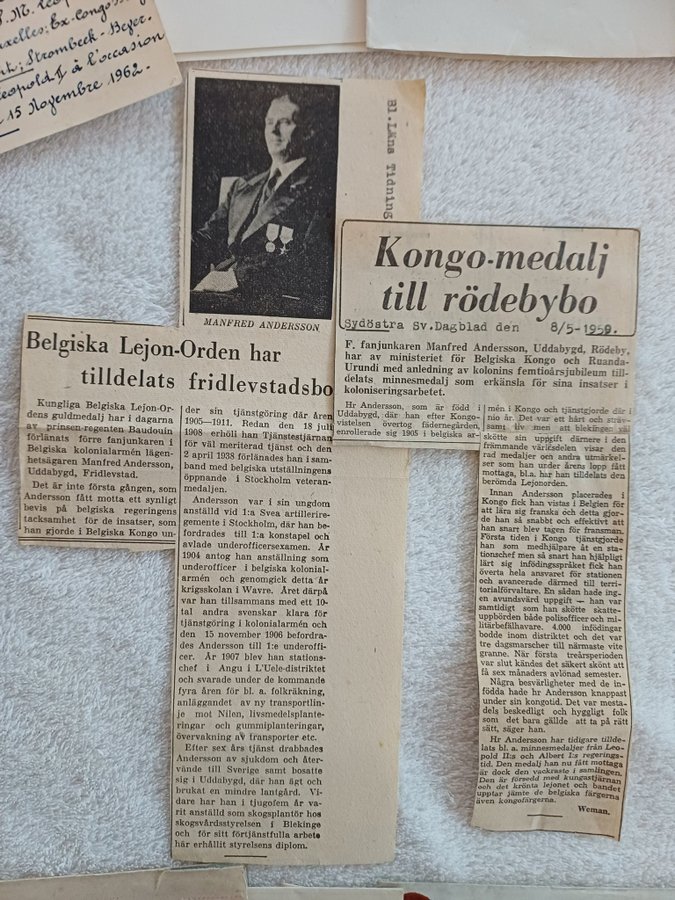 P.M. Léop
uxelles; Ex. Congo
nk; Strombeek-Bever.
eopold II à l'occasion
15 Novembre 1962.-
Bl. Läns Tidning
MANFRED ANDERSSON
Belgiska Lejon-Orden har
tilldelats fridlevstadsbo
Kungliga Belgiska Lejon-Or-
dens guldmedalj har i dagarna
av prinsen-regenten Baudouin
förlänats förre fanjunkaren i
Belgiska kolonialarmén lägen-
hetsägaren Manfred Andersson,
Uddabygd, Fridlevstad.
Det är inte första gången, som
Andersson fått motta ett synligt
bevis på belgiska regeringens
tacksamhet för de insatser, som
han gjorde i Belgiska Kongo un-
der sin tjänstgöring där åren
1905—1911. Redan den 18 juli
1908 erhöll han Tjänstestjärnan
för väl meriterad tjänst och den
2 april 1938 förlänades han i sam-
band med belgiska utställningens
öppnande i Stockholm veteran-
medaljen.
Andersson var i sin ungdom
anställd vid 1:a Svea artillerire-
gemente i Stockholm, där han be-
fordrades till 1:a konstapel och
avlade underofficersexamen. År
1904 antog han anställning som
underofficer i belgiska kolonial-
armén och genomgick detta år
krigsskolan i Wavre. Året därpå
var han tillsammans med ett 10-
tal andra svenskar klara för
tjänstgöring i kolonialarmén och
den 15 november 1906 beford-
des Andersson till 1:e underoffi-
cer. År 1907 blev han stations-
chef i Angu i L'Uele-distriktet
och svarade under de kommande
fyra åren för bl. a. folkräkning,
anläggandet av ny transportlin-
je mot Nilen, livsmedelsplante-
ringar och gummiplanteringar,
övervakning av transporter etc.
Efter sex års tjänst drabbades
Andersson av sjukdom och åter-
vände till Sverige samt bosatte
sig i Uddabygd, där han ägt och
brukat en mindre lantgård. Vi-
dare har han i tjugofem år va-
rit anställd som skogsplantör hos
skogsvårdsstyrelsen i Blekinge
och för sitt förtjänstfulla arbete
här erhållit styrelsens diplom.
Kongo-medalj
till rödebybo
Sydöstra Sv.Dagblad den 8/5-1959.
F. fanjunkaren Manfred Andersson, Uddabygd, Rödeby,
har av ministeriet för Belgiska Kongo och Ruanda-
Urundi med anledning av kolonins femtioårsjubileum till-
delats minnesmedalj som erkänsla för sina insatser i
koloniseringsarbetet.
Hr Andersson, som är född i
Uddabygd, där han efter Kongo-
vistelsen övertog fädernegården,
enrollerade sig 1905 i belgiska ar-
mén i Kongo och tjänstgjorde där i
nio år. Det var ett hårt och sträv-
samt liv men att blekingen väl
skötte sin uppgift därnere i den
främmande världsdelen visar den
rad medaljer och andra utmärkel-
ser som han under årens lopp fått
mottaga, bl.a. har han tilldelats den
berömda Lejonorden.
Innan Andersson placerades i
Kongo fick han vistas i Belgien för
att lära sig franska och detta gjor-
de han så snabbt och effektivt att
han snart blev tagen för fransman.
Första tiden i Kongo tjänstgjorde
han som medhjälpare åt en sta-
tionschef men så snart han hjälpligt
lärt sig infödingsspråket fick han
överta hela ansvaret för stationen
och avancerade därmed till terri-
torialförvaltare. En sådan hade ing-
en avundsvärd uppgift — han var
samtidigt som han skötte skatte-
uppbörden både polisofficer och mi-
litärbefälhavare. 4.000 infödingar
bodde inom distriktet och det var
tre dagsmarscher till närmaste vite
granne. När första treårsperioden
var slut kändes det säkert skönt att
få sex månaders avlönad semester.
Några besvärligheter med de in-
födda hade hr Andersson knappast
under sin kongotid. Det var mesta-
dels beskedligt och hyggligt folk
som det bara gällde att ta på rätt
sätt, säger han.
Hr Andersson har tidigare tillde-
lats bl. a. minnesmedaljer från Leo-
pold II:s och Albert I:s regerings-
tid. Den medalj han nu fått mottaga
är dock den vackraste i samlingen.
Den är försedd med kungastjärnan
och det krönta lejonet och bandet
upptar jämte de belgiska färgerna
även kongofärgerna.
Weman.